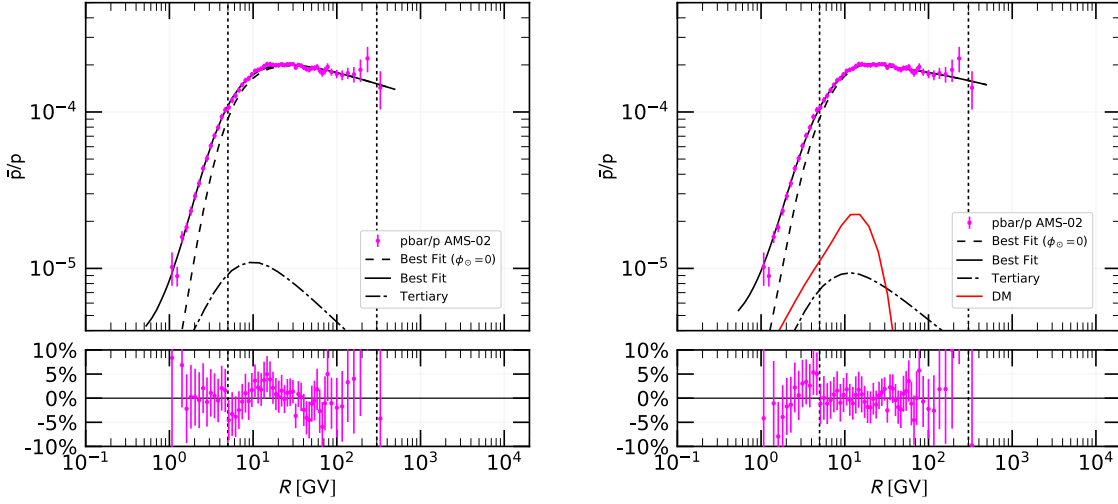 10⁻⁴
10⁻⁵
p̄/p
pbar/p AMS-02
Best Fit (ϕ⊙=0)
Best Fit
Tertiary
10%
5%
0%
-5%
-10%
10⁻¹ 10⁰ 10¹ 10² 10³ 10⁴
R [GV]
10⁻⁴
10⁻⁵
p̄/p
pbar/p AMS-02
Best Fit (ϕ⊙=0)
Best Fit
Tertiary
DM
10%
5%
0%
-5%
-10%
10⁻¹ 10⁰ 10¹ 10² 10³ 10⁴
R [GV]